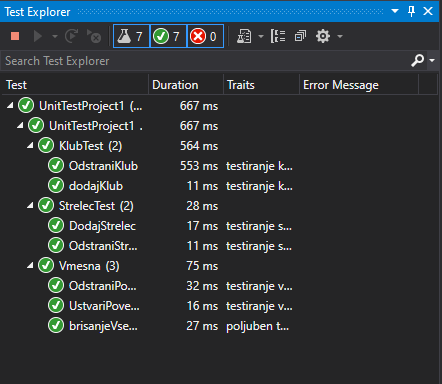 Test Explorer
7 7 0
Search Test Explorer
Test Duration Traits Error Message
UnitTestProject1 (... 667 ms
UnitTestProject1 . 667 ms
KlubTest (2) 564 ms
OdstraniKlub 553 ms testiranje k...
dodajKlub 11 ms testiranje k...
StrelecTest (2) 28 ms
DodajStrelec 17 ms testiranje s...
OdstraniStr... 11 ms testiranje s...
Vmesna (3) 75 ms
OdstraniPo... 32 ms testiranje v...
UstvariPove... 16 ms testiranje v...
brisanjeVse... 27 ms poljuben t...